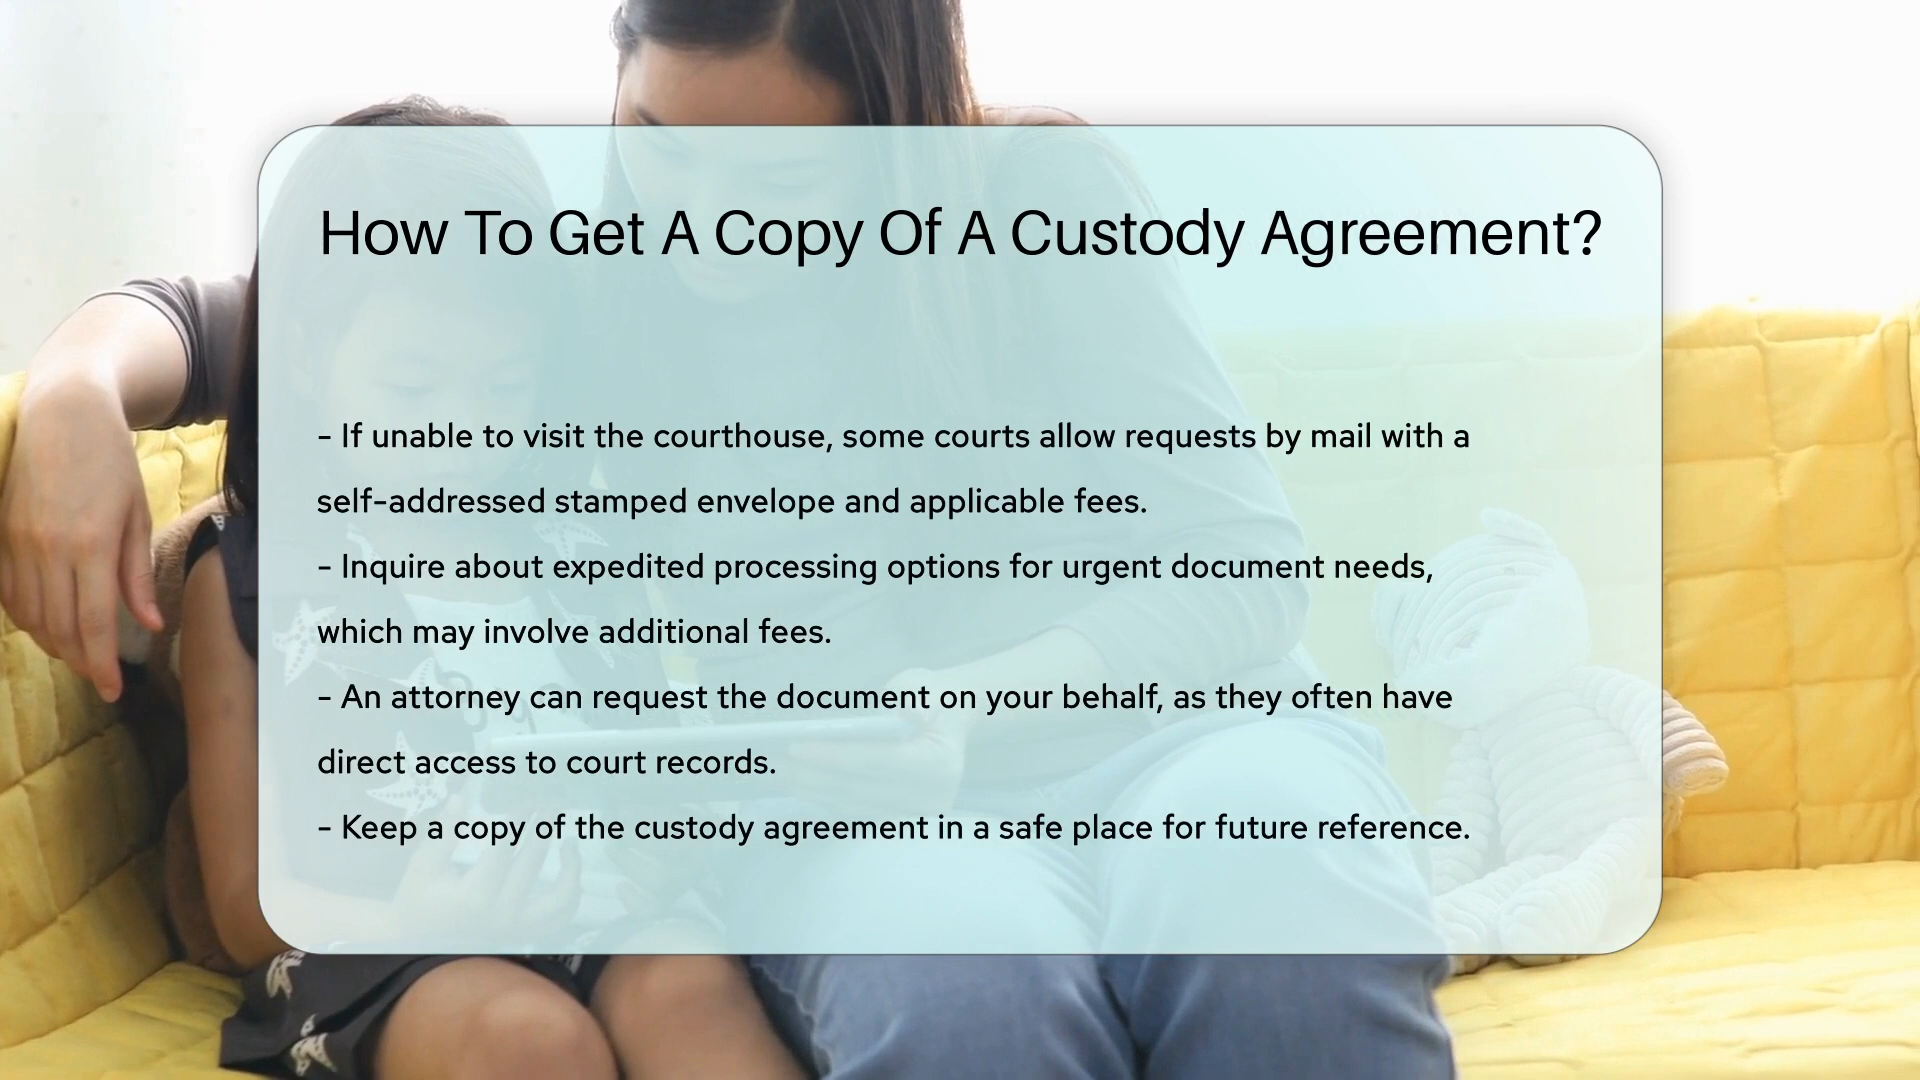 How To Get A Copy Of A Custody Agreement?
- If unable to visit the courthouse, some courts allow requests by mail with a
self-addressed stamped envelope and applicable fees.
- Inquire about expedited processing options for urgent document needs,
which may involve additional fees.
- An attorney can request the document on your behalf, as they often have
direct access to court records.
- Keep a copy of the custody agreement in a safe place for future reference.